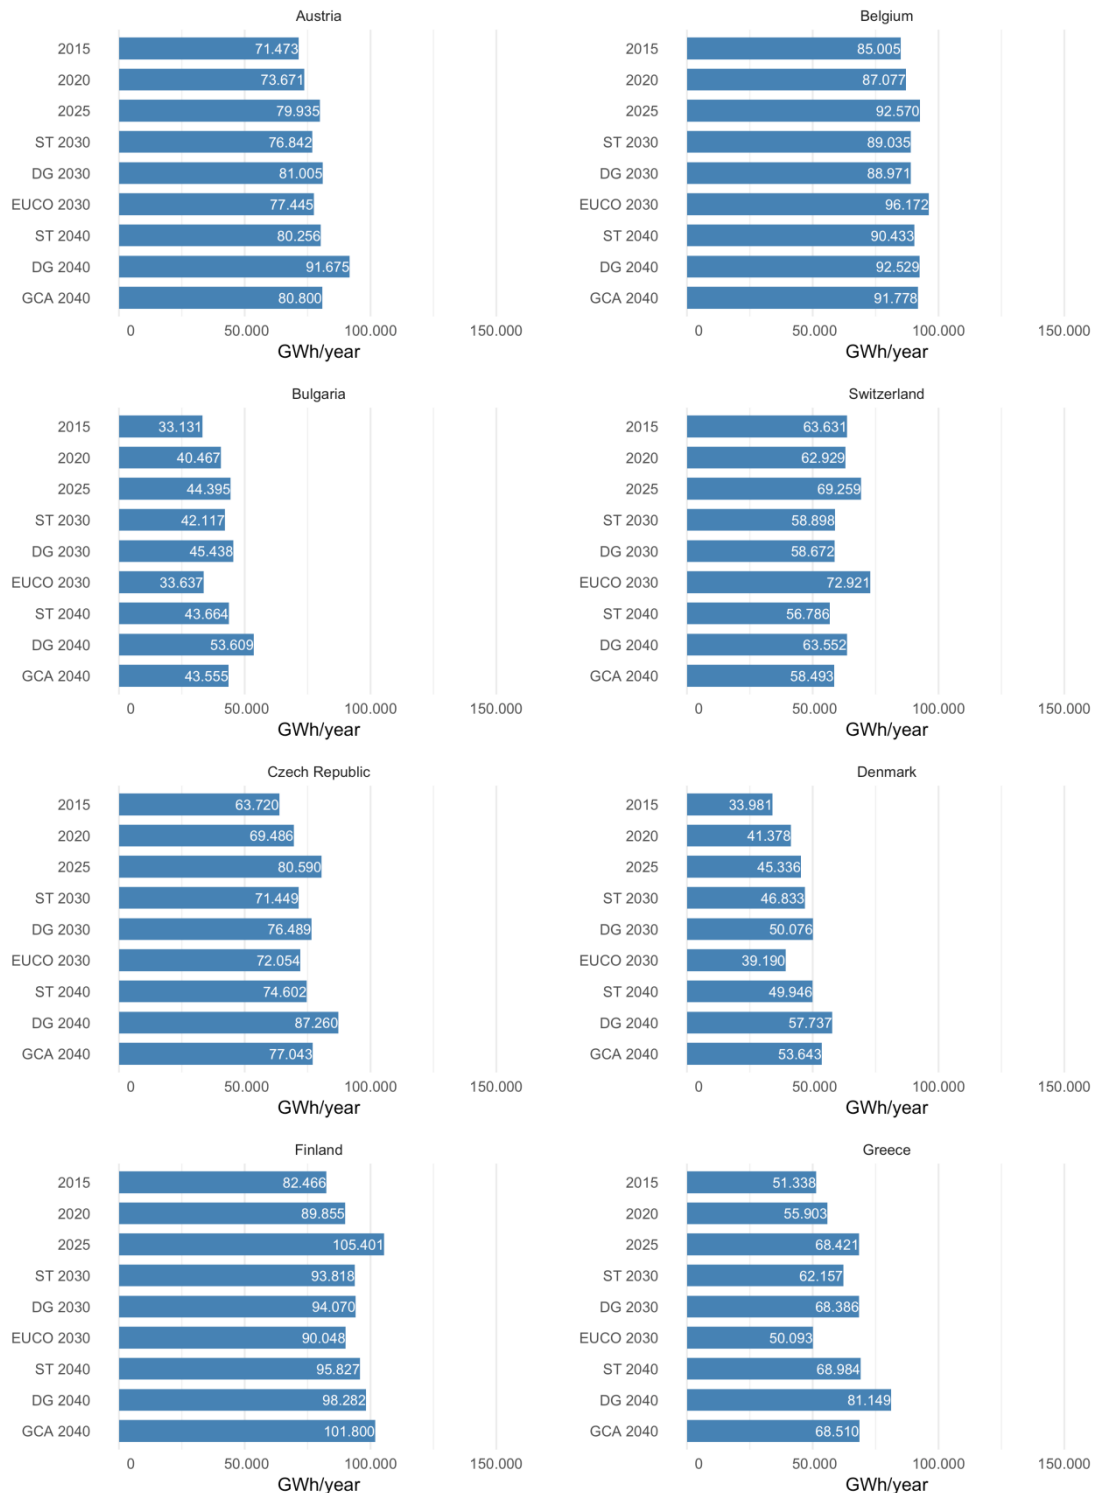 Austria
2015 71.473
2020 73.671
2025 79.935
ST 2030 76.842
DG 2030 81.005
EUCO 2030 77.445
ST 2040 80.256
DG 2040 91.675
GCA 2040 80.800
0 50.000 100.000 150.000
GWh/year
Belgium
2015 85.005
2020 87.077
2025 92.570
ST 2030 89.035
DG 2030 88.971
EUCO 2030 96.172
ST 2040 90.433
DG 2040 92.529
GCA 2040 91.778
0 50.000 100.000 150.000
GWh/year
Bulgaria
2015 33.131
2020 40.467
2025 44.395
ST 2030 42.117
DG 2030 45.438
EUCO 2030 33.637
ST 2040 43.664
DG 2040 53.609
GCA 2040 43.555
0 50.000 100.000 150.000
GWh/year
Switzerland
2015 63.631
2020 62.929
2025 69.259
ST 2030 58.898
DG 2030 58.672
EUCO 2030 72.921
ST 2040 56.786
DG 2040 63.552
GCA 2040 58.493
0 50.000 100.000 150.000
GWh/year
Czech Republic
2015 63.720
2020 69.486
2025 80.590
ST 2030 71.449
DG 2030 76.489
EUCO 2030 72.054
ST 2040 74.602
DG 2040 87.260
GCA 2040 77.043
0 50.000 100.000 150.000
GWh/year
Denmark
2015 33.981
2020 41.378
2025 45.336
ST 2030 46.833
DG 2030 50.076
EUCO 2030 39.190
ST 2040 49.946
DG 2040 57.737
GCA 2040 53.643
0 50.000 100.000 150.000
GWh/year
Finland
2015 82.466
2020 89.855
2025 105.401
ST 2030 93.818
DG 2030 94.070
EUCO 2030 90.048
ST 2040 95.827
DG 2040 98.282
GCA 2040 101.800
0 50.000 100.000 150.000
GWh/year
Greece
2015 51.338
2020 55.903
2025 68.421
ST 2030 62.157
DG 2030 68.386
EUCO 2030 50.093
ST 2040 68.984
DG 2040 81.149
GCA 2040 68.510
0 50.000 100.000 150.000
GWh/year